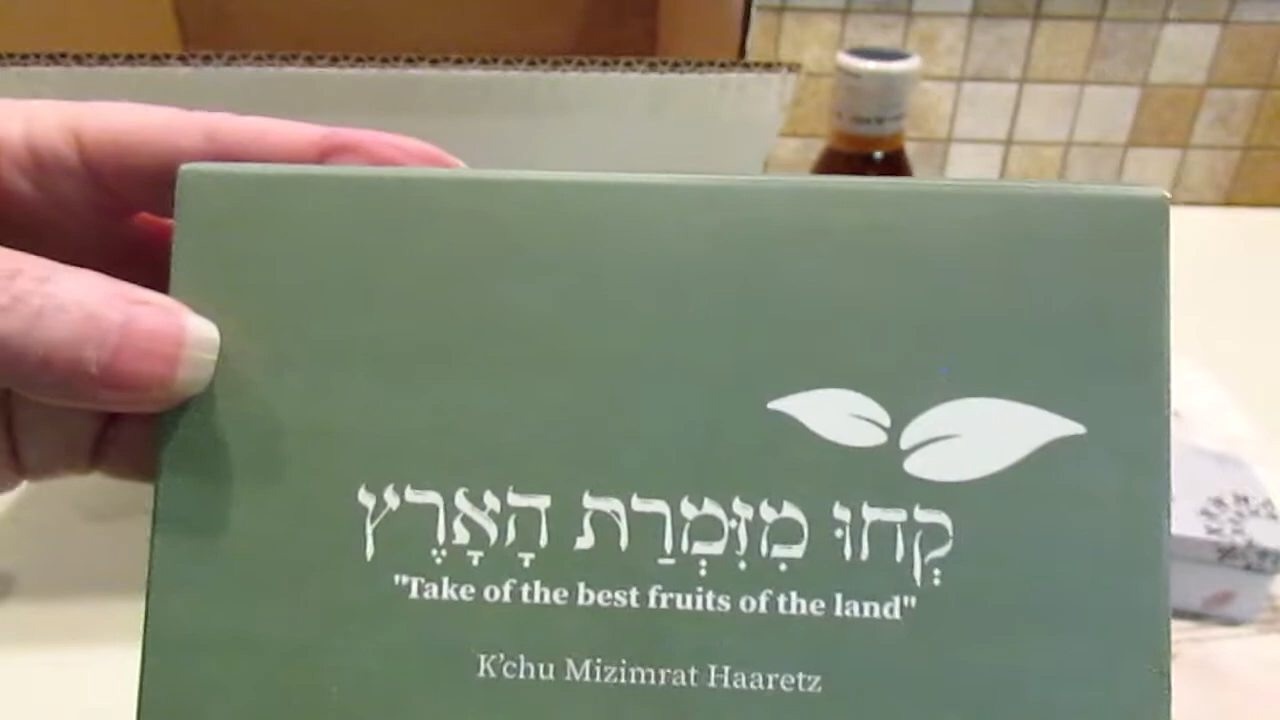 קְחוּ מִזִּמְרַת הָאָרֶץ
"Take of the best fruits of the land"
K'chu Mizimrat Haaretz